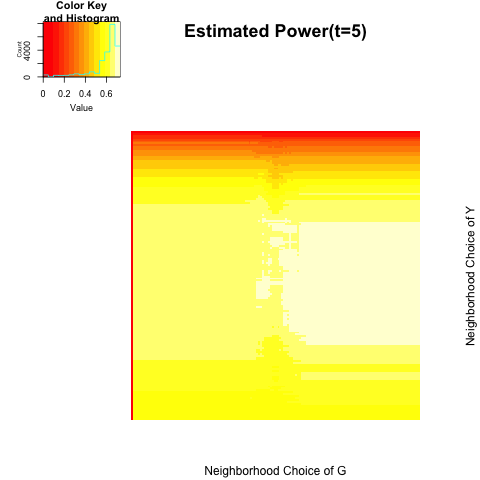 Color Key
and Histogram
Count
0
4000
0 0.2 0.4 0.6
Value
Estimated Power(t=5)
Neighborhood Choice of Y
Neighborhood Choice of G